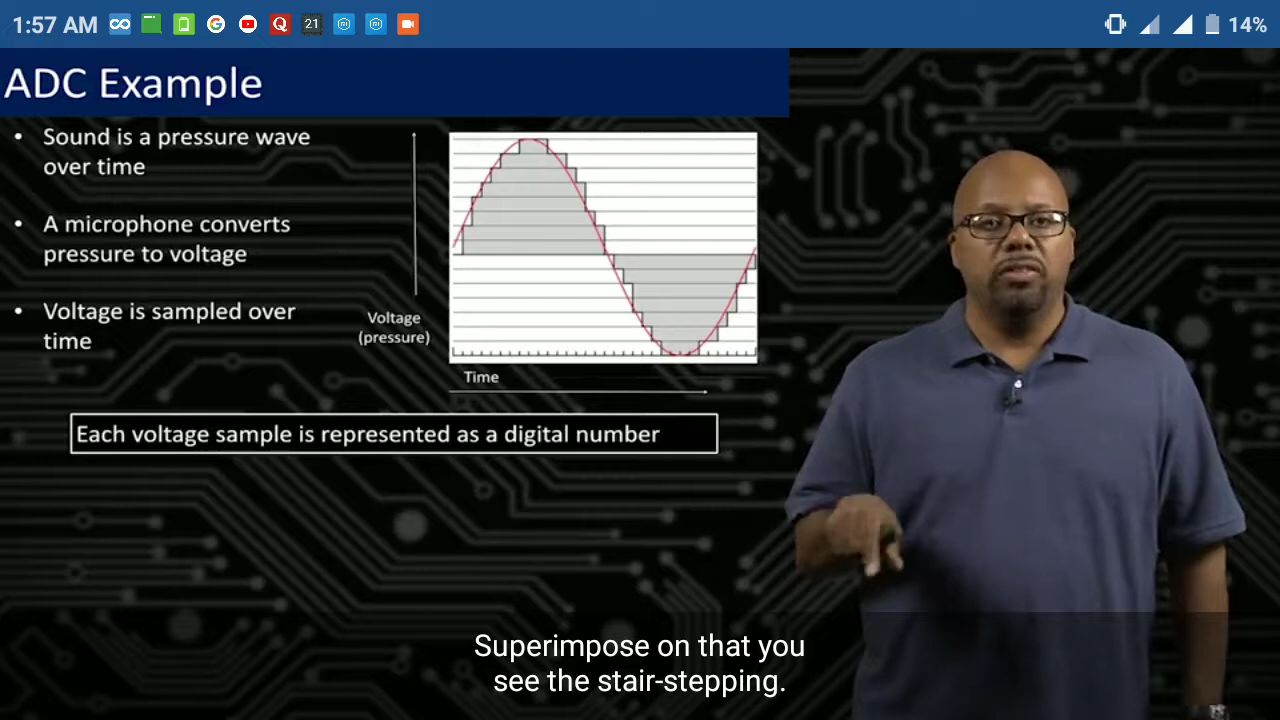 1:57 AM
21
14%
ADC Example
• Sound is a pressure wave
over time
• A microphone converts
pressure to voltage
• Voltage is sampled over
time
Voltage
(pressure)
Time
Each voltage sample is represented as a digital number
Superimpose on that you
see the stair-stepping.